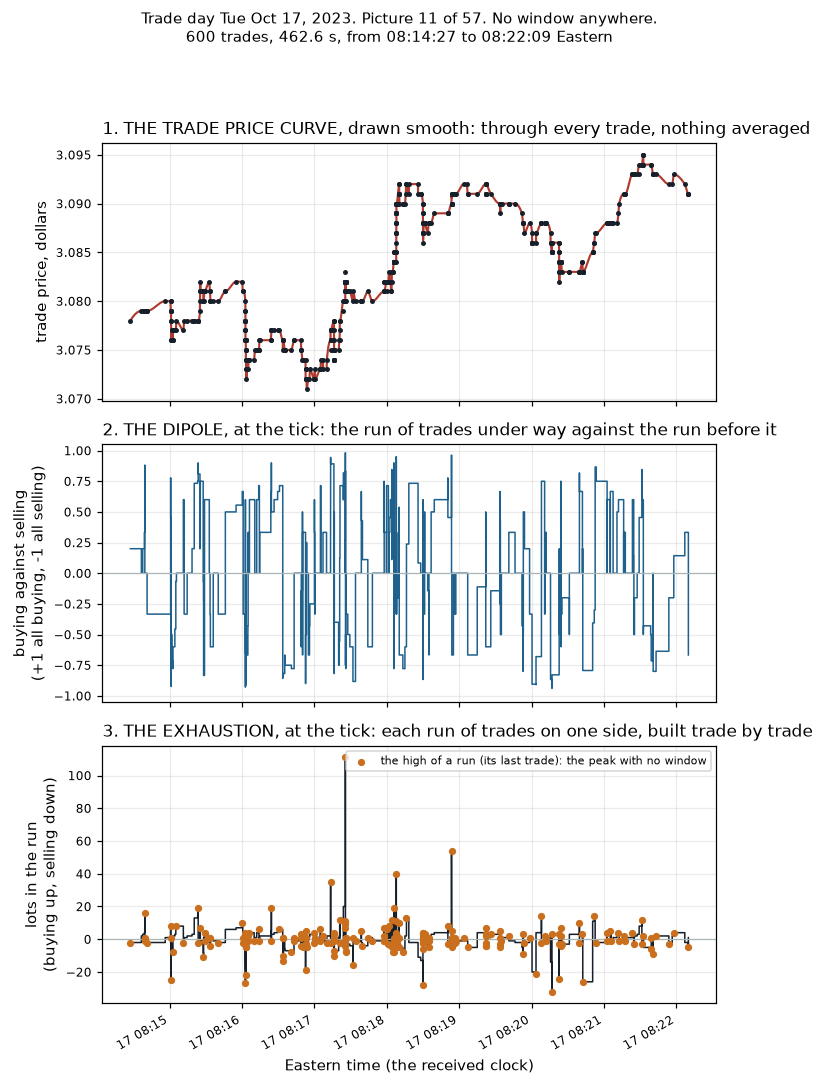 Trade day Tue Oct 17, 2023. Picture 11 of 57. No window anywhere.
600 trades, 462.6 s, from 08:14:27 to 08:22:09 Eastern
1. THE TRADE PRICE CURVE, drawn smooth: through every trade, nothing averaged
trade price, dollars
3.095
3.090
3.085
3.080
3.075
3.070
2. THE DIPOLE, at the tick: the run of trades under way against the run before it
buying against selling
(+1 all buying, -1 all selling)
1.00
0.75
0.50
0.25
0.00
−0.25
−0.50
−0.75
−1.00
3. THE EXHAUSTION, at the tick: each run of trades on one side, built trade by trade
the high of a run (its last trade): the peak with no window
lots in the run
(buying up, selling down)
100
80
60
40
20
0
−20
17 08:15
17 08:16
17 08:17
17 08:18
17 08:19
17 08:20
17 08:21
17 08:22
Eastern time (the received clock)